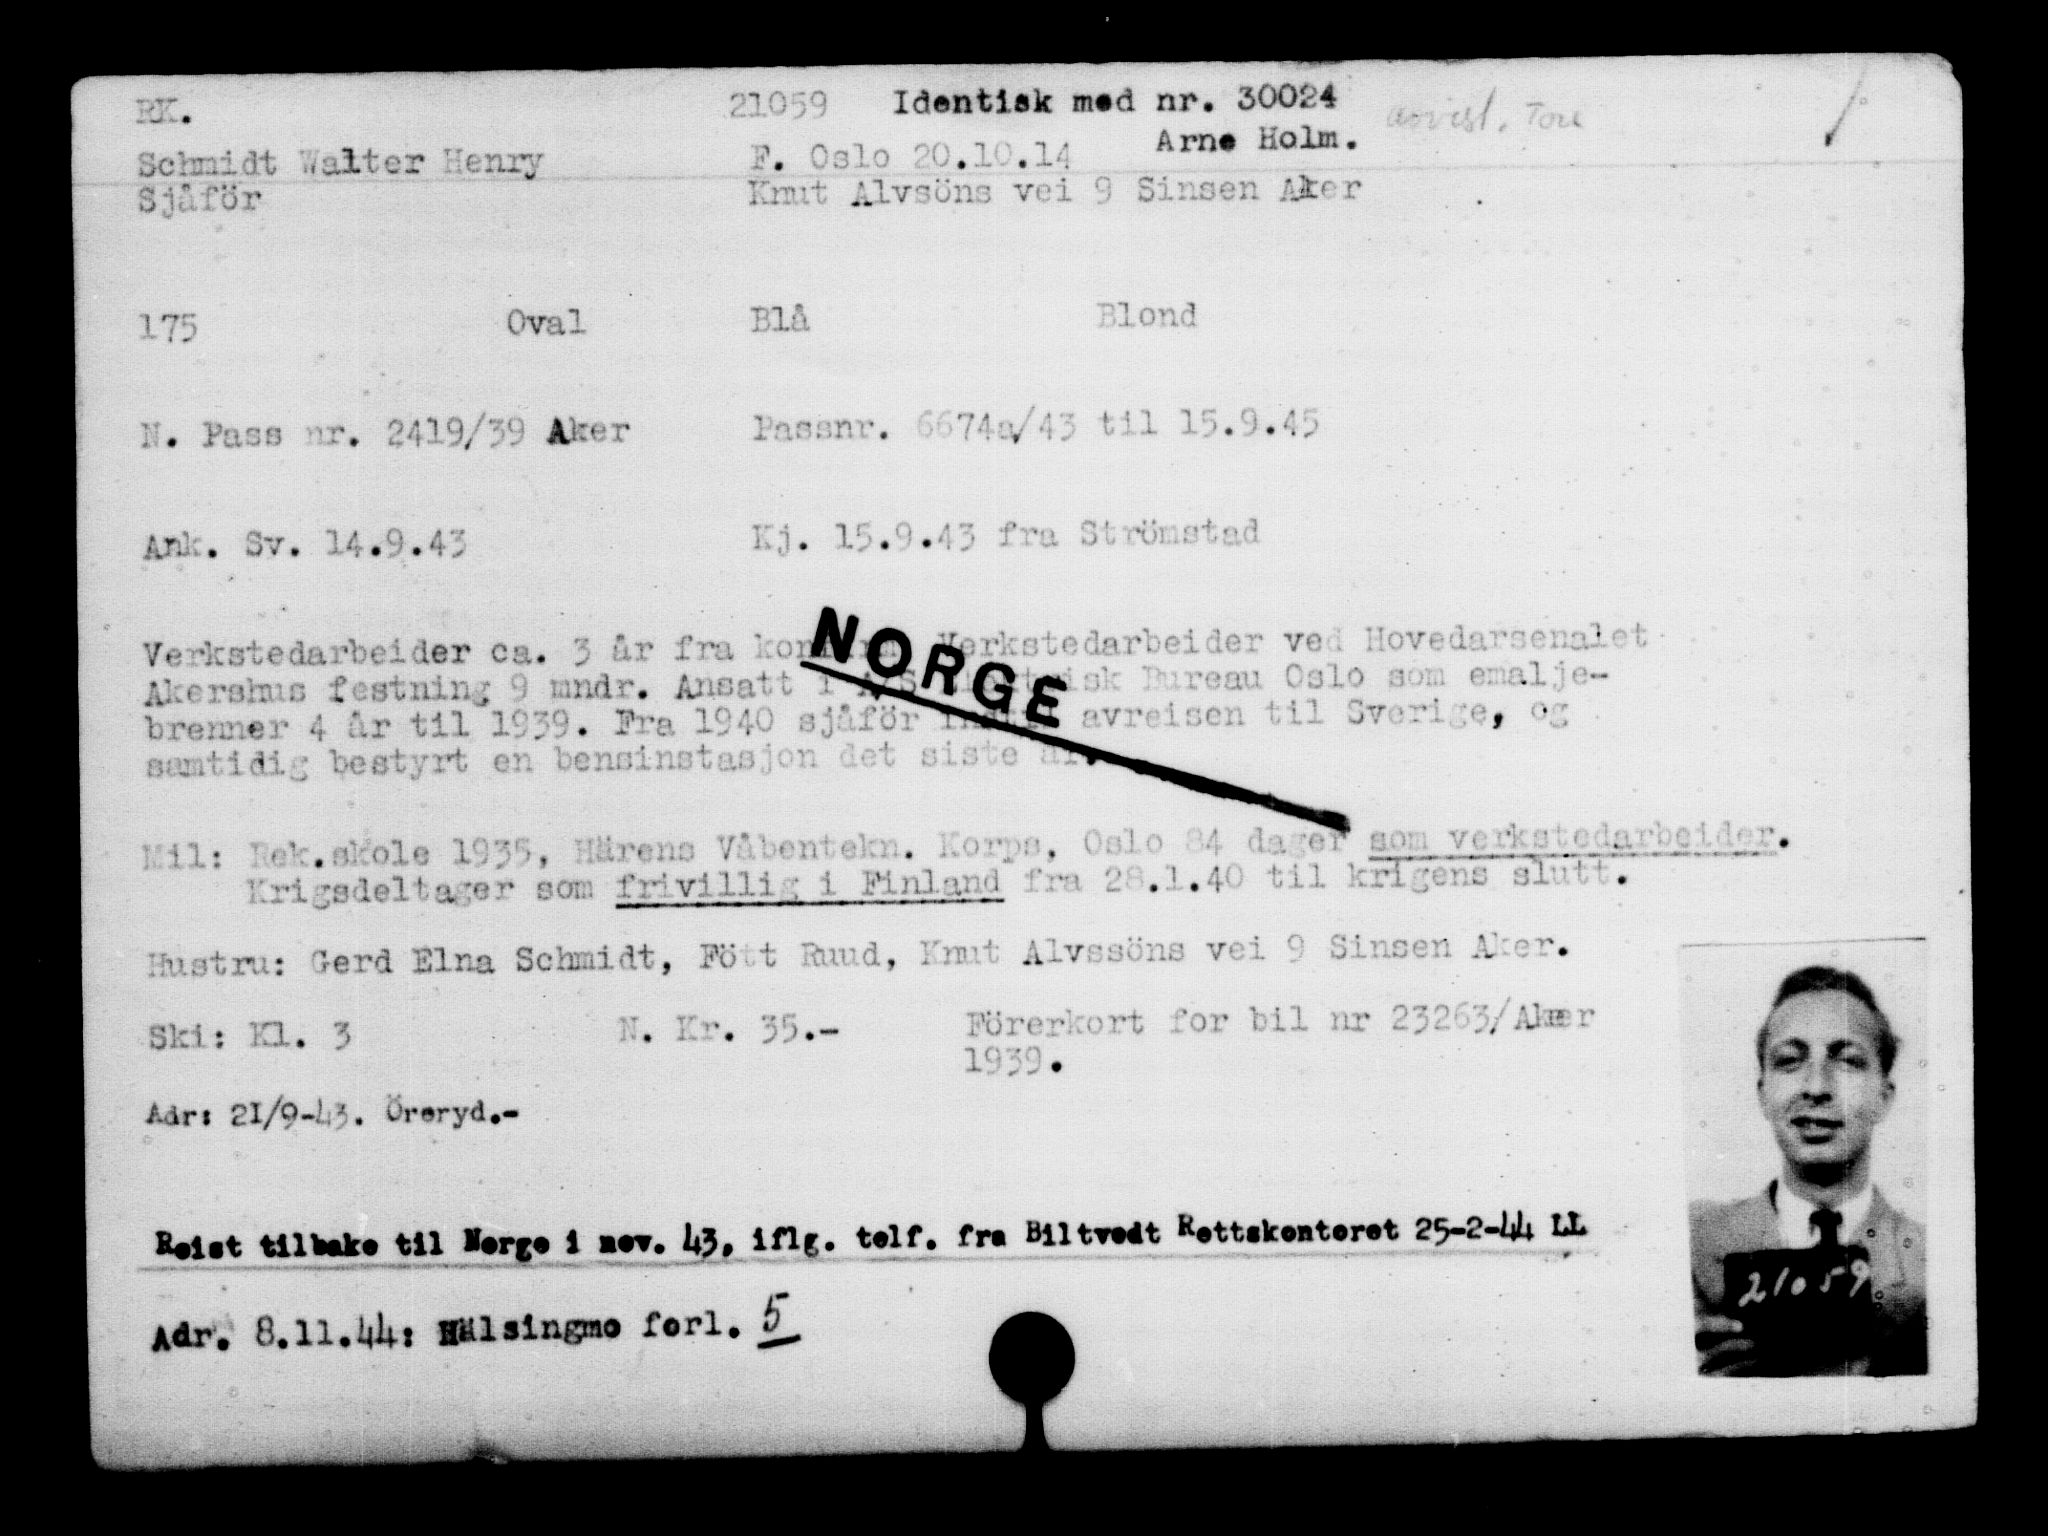 RK. 21059 Identisk med nr. 30024
Arne Holm.
Schmidt Walter Henry F. Oslo 20.10.14
Sjåför Knut Alvsöns vei 9 Sinsen Aker
175 Oval Blå Blond
N. Pass nr. 2419/39 Aker Passnr. 6674a/43 til 15.9.45
Ank. Sv. 14.9.43 Kj. 15.9.43 fra Strömstad
NORGE
Verkstedarbeider ca. 3 år fra Verkstedarbeider ved Hovedarsenalet
Akershus festning 9 mndr. Ansatt i A/S Elektrisk Bureau Oslo som emalje-
brenner 4 år til 1939. Fra 1940 sjåför inntil avreisen til Sverige, og
samtidig bestyrt en bensinstasjon det siste år.
Mil: Rek.skole 1935, Härens Våbentekn. Korps, Oslo 84 dager som verkstedarbeider.
Krigsdeltager som frivillig i Finland fra 28.1.40 til krigens slutt.
Hustru: Gerd Elna Schmidt, Fött Ruud, Knut Alvssöns vei 9 Sinsen Aker.
Ski: Kl. 3 N. Kr. 35.- Förerkort for bil nr 23263/Aker
1939.
Adr: 21/9-43. Öreryd.-
Reist tilbake til Norge i nov. 43, iflg. telf. fra Biltvedt Rettskontoret 25-2-44 LL
Adr. 8.11.44: Hälsingmo forl. 5
21059